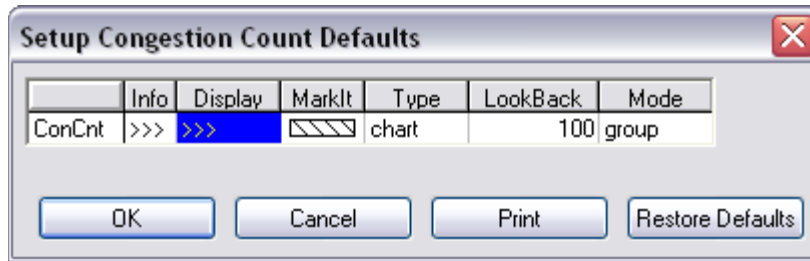 Setup Congestion Count Defaults
Info Display MarkIt Type LookBack Mode
ConCnt >>> >>> chart 100 group
OK Cancel Print Restore Defaults